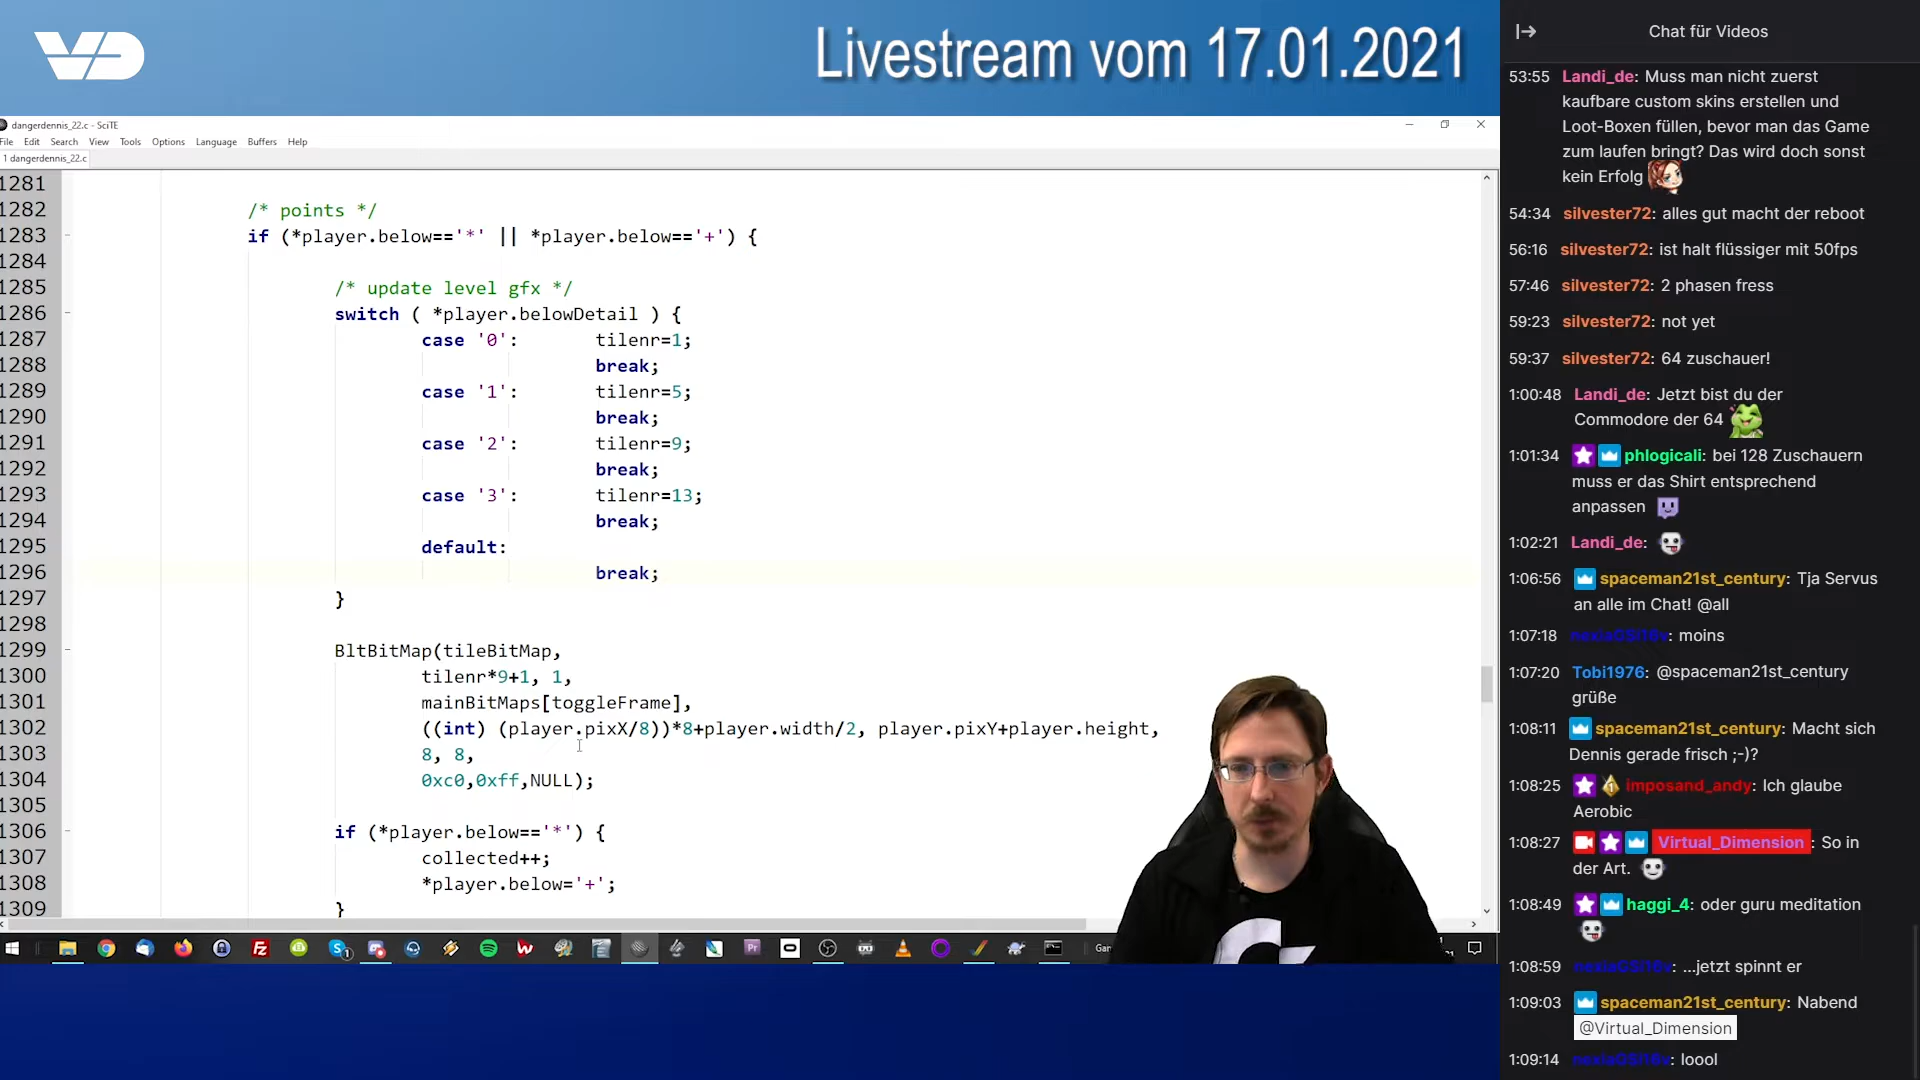 VD
Livestream vom 17.01.2021
dangerdennis_22.c - SciTE
File Edit Search View Tools Options Language Buffers Help
1 dangerdennis_22.c
1281
1282 /* points */
1283 if (*player.below=='*' || *player.below=='+') {
1284
1285 /* update level gfx */
1286 switch ( *player.belowDetail ) {
1287 case '0': tilenr=1;
1288 break;
1289 case '1': tilenr=5;
1290 break;
1291 case '2': tilenr=9;
1292 break;
1293 case '3': tilenr=13;
1294 break;
1295 default:
1296 break;
1297 }
1298
1299 BltBitMap(tileBitMap,
1300 tilenr*9+1, 1,
1301 mainBitMaps[toggleFrame],
1302 ((int) (player.pixX/8))*8+player.width/2, player.pixY+player.height,
1303 8, 8,
1304 0xc0,0xff,NULL);
1305
1306 if (*player.below=='*') {
1307 collected++;
1308 *player.below='+';
1309 }
Chat für Videos
53:55 Landi_de: Muss man nicht zuerst
kaufbare custom skins erstellen und
Loot-Boxen füllen, bevor man das Game
zum laufen bringt? Das wird doch sonst
kein Erfolg
54:34 silvester72: alles gut macht der reboot
56:16 silvester72: ist halt flüssiger mit 50fps
57:46 silvester72: 2 phasen fress
59:23 silvester72: not yet
59:37 silvester72: 64 zuschauer!
1:00:48 Landi_de: Jetzt bist du der
Commodore der 64
1:01:34 phlogicali: bei 128 Zuschauern
muss er das Shirt entsprechend
anpassen
1:02:21 Landi_de:
1:06:56 spaceman21st_century: Tja Servus
an alle im Chat! @all
1:07:18 : moins
1:07:20 Tobi1976: @spaceman21st_century
grüße
1:08:11 spaceman21st_century: Macht sich
Dennis gerade frisch ;-)?
1:08:25 imposand_andy: Ich glaube
Aerobic
1:08:27 Virtual_Dimension : So in
der Art.
1:08:49 haggi_4: oder guru meditation
1:08:59 : ...jetzt spinnt er
1:09:03 spaceman21st_century: Nabend
@Virtual_Dimension
1:09:14 : loool